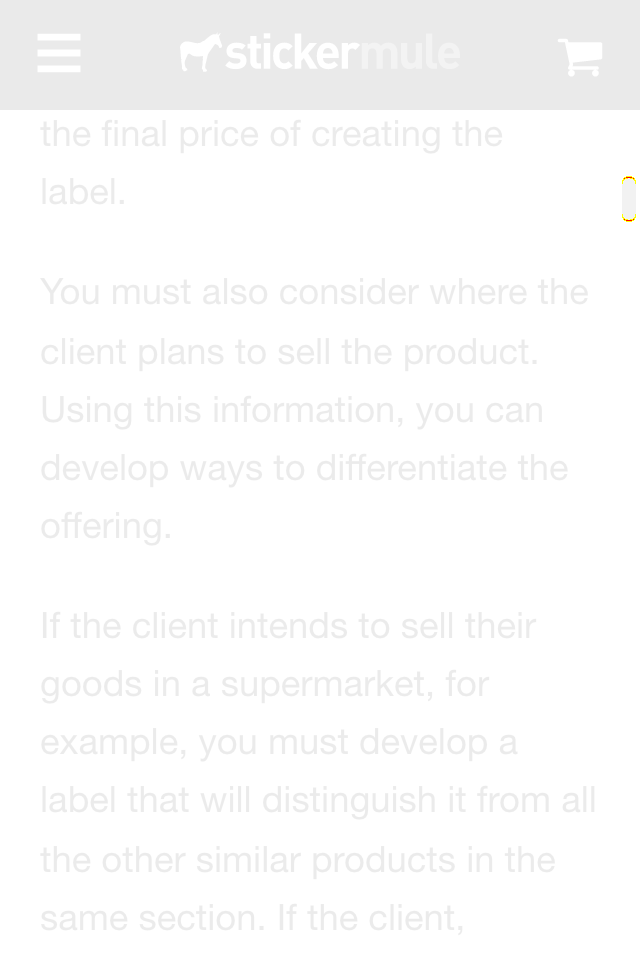 stickermule
the final price of creating the
label.
You must also consider where the
client plans to sell the product.
Using this information, you can
develop ways to differentiate the
offering.
If the client intends to sell their
goods in a supermarket, for
example, you must develop a
label that will distinguish it from all
the other similar products in the
same section. If the client,